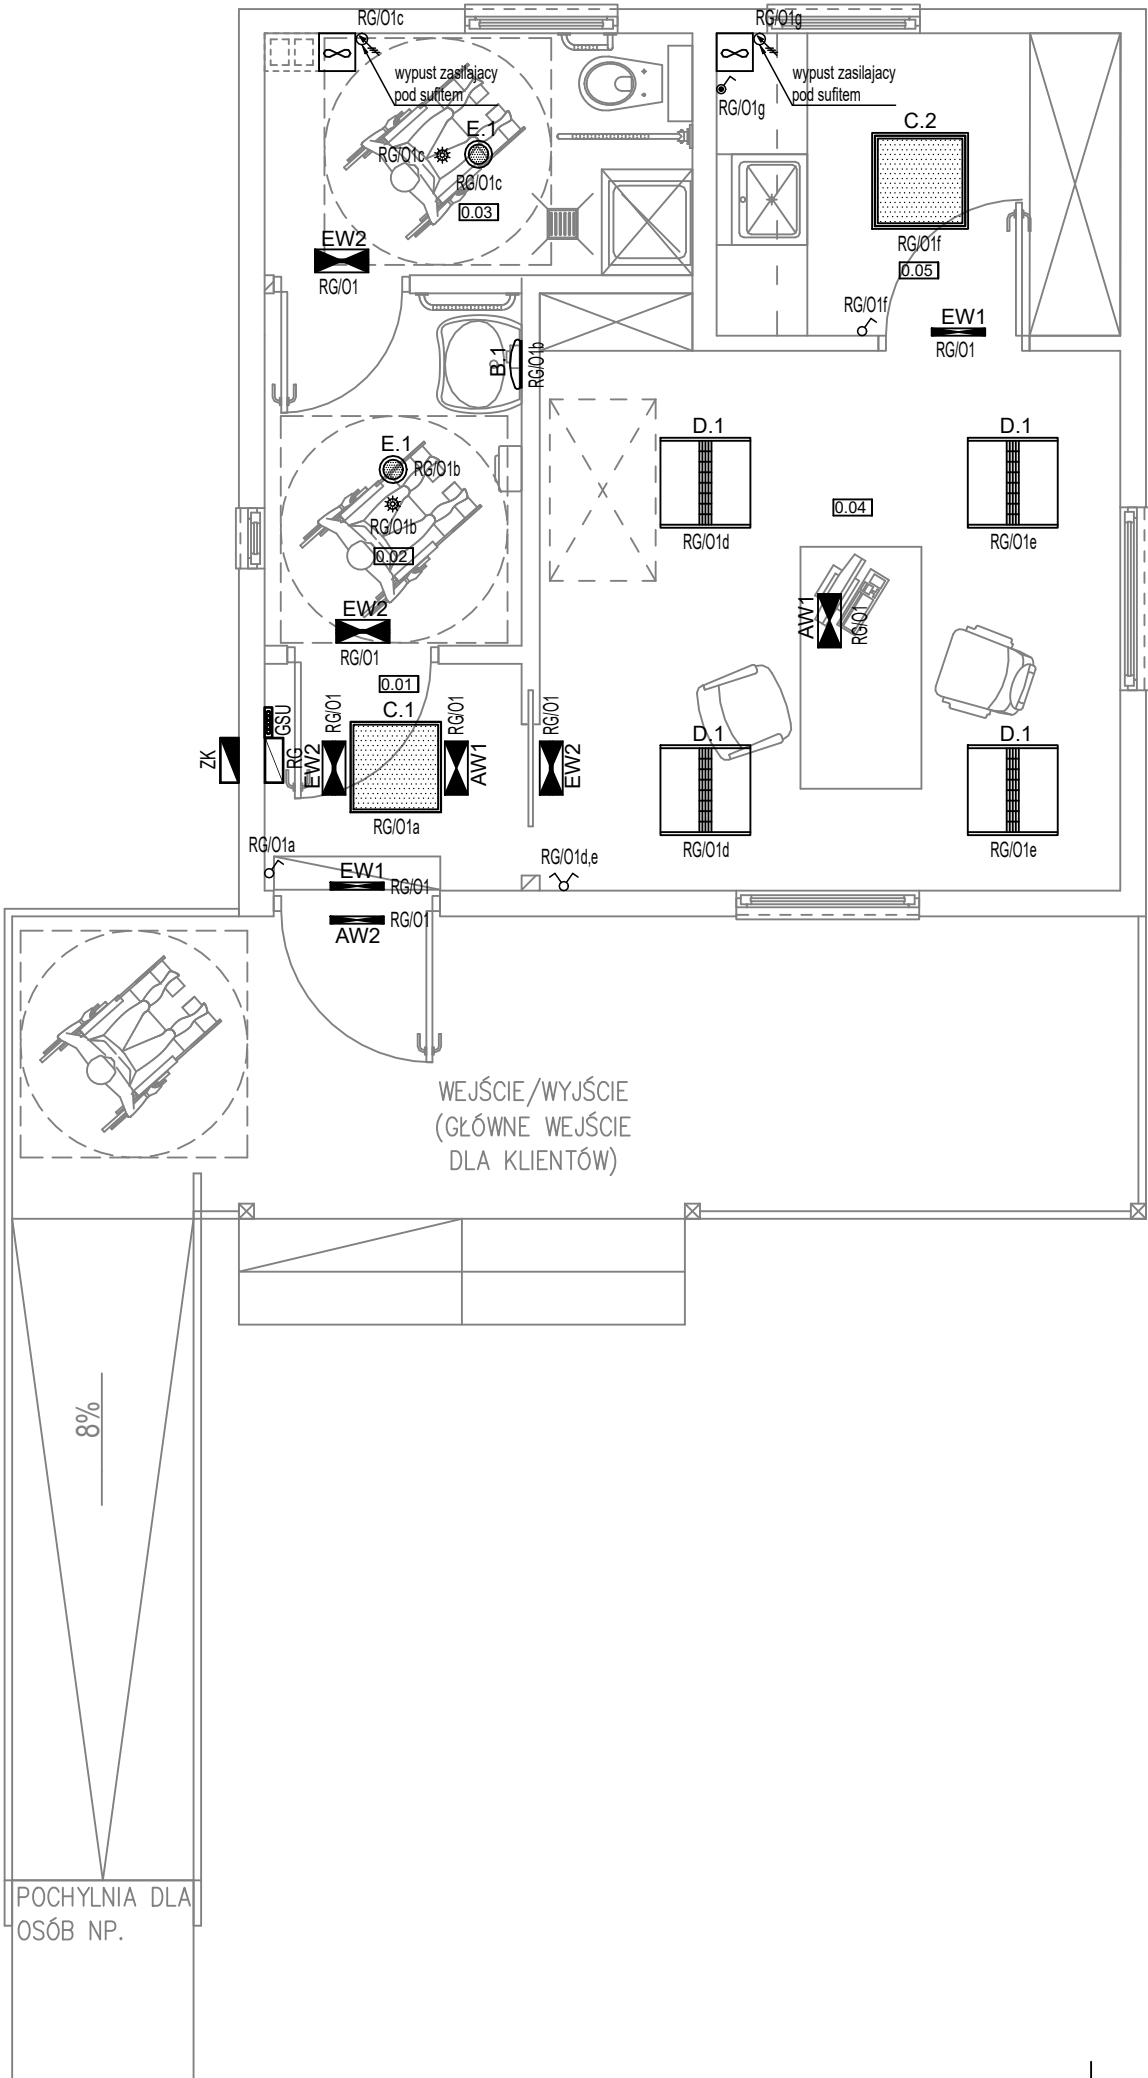 RG/O1c
RG/O1g
wypust zasilajacy
pod sufitem
wypust zasilajacy
pod sufitem
RG/O1g
C.2
E.1
RG/O1c
RG/O1c
0.03
EW2
RG/O1
RG/O1f
0.05
RG/O1f
EW1
RG/O1
B.1
RG/O1b
E.1
RG/O1b
RG/O1b
0.02
D.1
RG/O1d
D.1
RG/O1e
0.04
AW1
RG/O1
EW2
RG/O1
0.01
C.1
RG/O1
EW2
RG/O1
AW1
RG/O1
EW2
GSU
RG
ZK
RG/O1a
D.1
RG/O1d
D.1
RG/O1e
RG/O1a
RG/O1d,e
EW1
RG/O1
RG/O1
AW2
WEJŚCIE/WYJŚCIE
(GŁÓWNE WEJŚCIE
DLA KLIENTÓW)
8%
POCHYLNIA DLA
OSÓB NP.